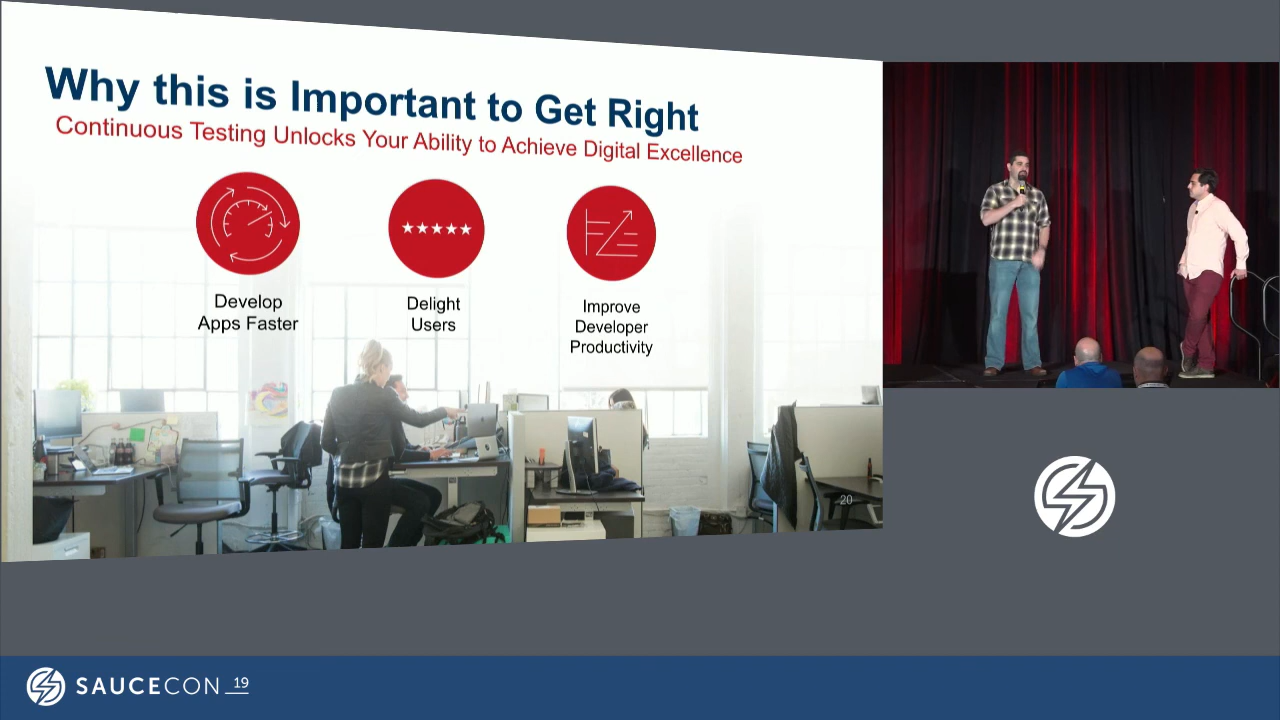 Why this is Important to Get Right
Continuous Testing Unlocks Your Ability to Achieve Digital Excellence
Develop
Apps Faster
Delight
Users
Improve
Developer
Productivity
20
SAUCECON 19